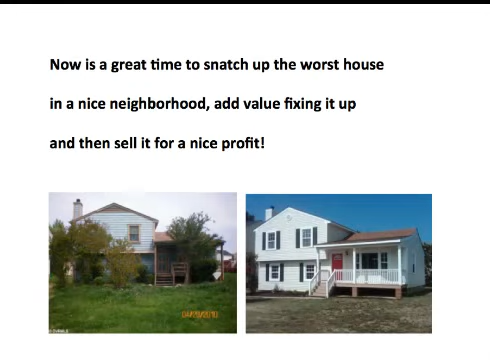 Now is a great time to snatch up the worst house
in a nice neighborhood, add value fixing it up
and then sell it for a nice profit!